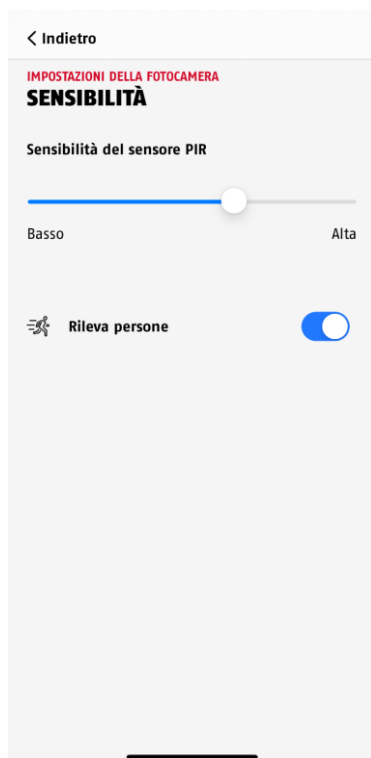 Indietro
IMPOSTAZIONI DELLA FOTOCAMERA
SENSIBILITÀ
Sensibilità del sensore PIR
Basso Alta
Rileva persone